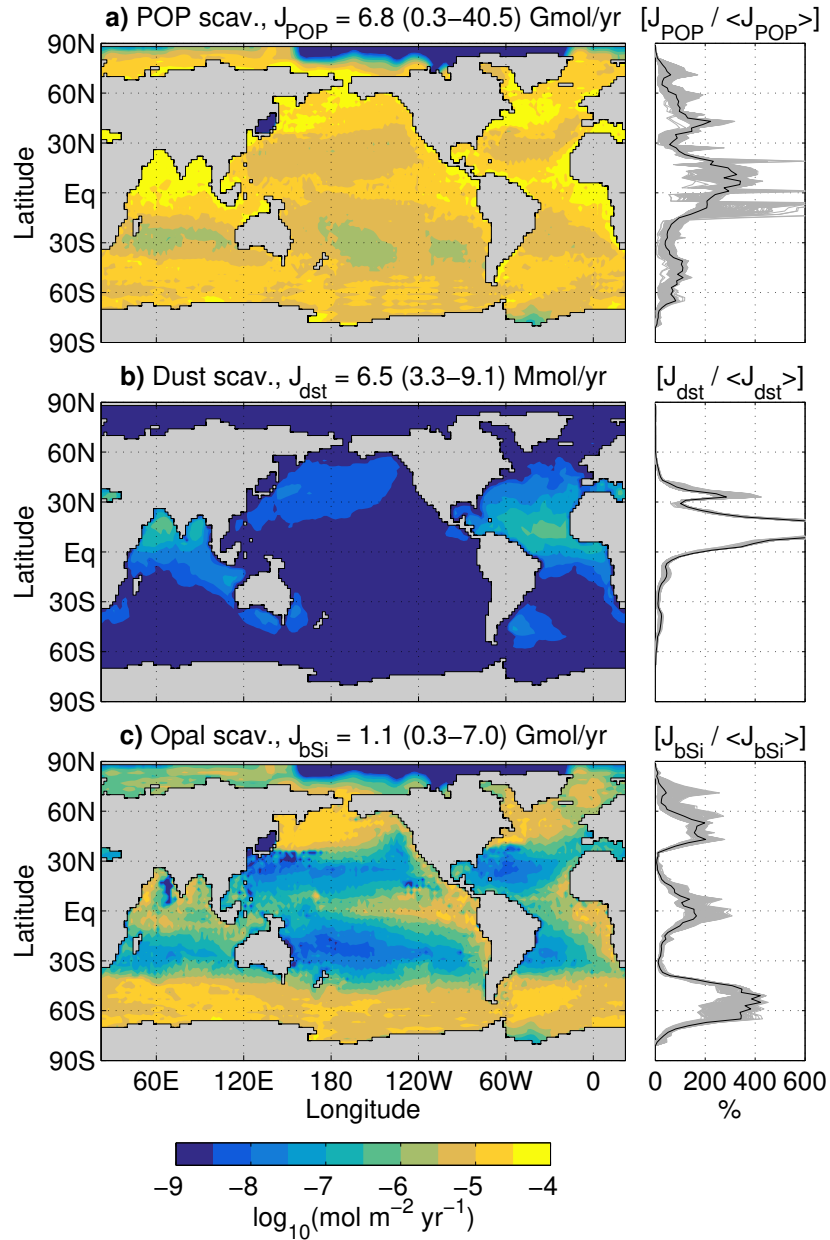 a) POP scav., J_POP = 6.8 (0.3−40.5) Gmol/yr
[J_POP / <J_POP>]
90N
60N
30N
Eq
30S
60S
90S
Latitude
b) Dust scav., J_dst = 6.5 (3.3−9.1) Mmol/yr
[J_dst / <J_dst>]
90N
60N
30N
Eq
30S
60S
90S
Latitude
c) Opal scav., J_bSi = 1.1 (0.3−7.0) Gmol/yr
[J_bSi / <J_bSi>]
90N
60N
30N
Eq
30S
60S
90S
Latitude
60E 120E 180 120W 60W 0
Longitude
0 200 400 600
%
−9 −8 −7 −6 −5 −4
log_10(mol m^−2 yr^−1)